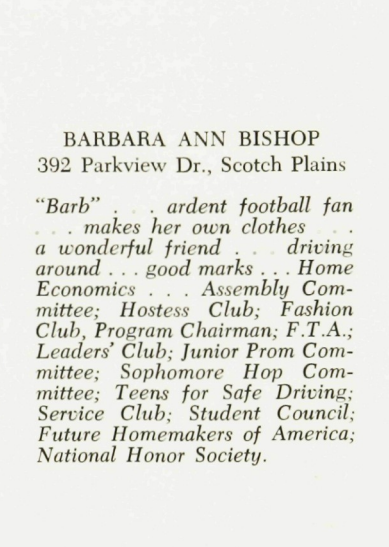 BARBARA ANN BISHOP
392 Parkview Dr., Scotch Plains
"Barb" . . . ardent football fan
. . . makes her own clothes . . .
a wonderful friend . . . driving
around . . . good marks . . . Home
Economics . . . Assembly Com-
mittee; Hostess Club; Fashion
Club, Program Chairman; F.T.A.;
Leaders' Club; Junior Prom Com-
mittee; Sophomore Hop Com-
mittee; Teens for Safe Driving;
Service Club; Student Council;
Future Homemakers of America;
National Honor Society.